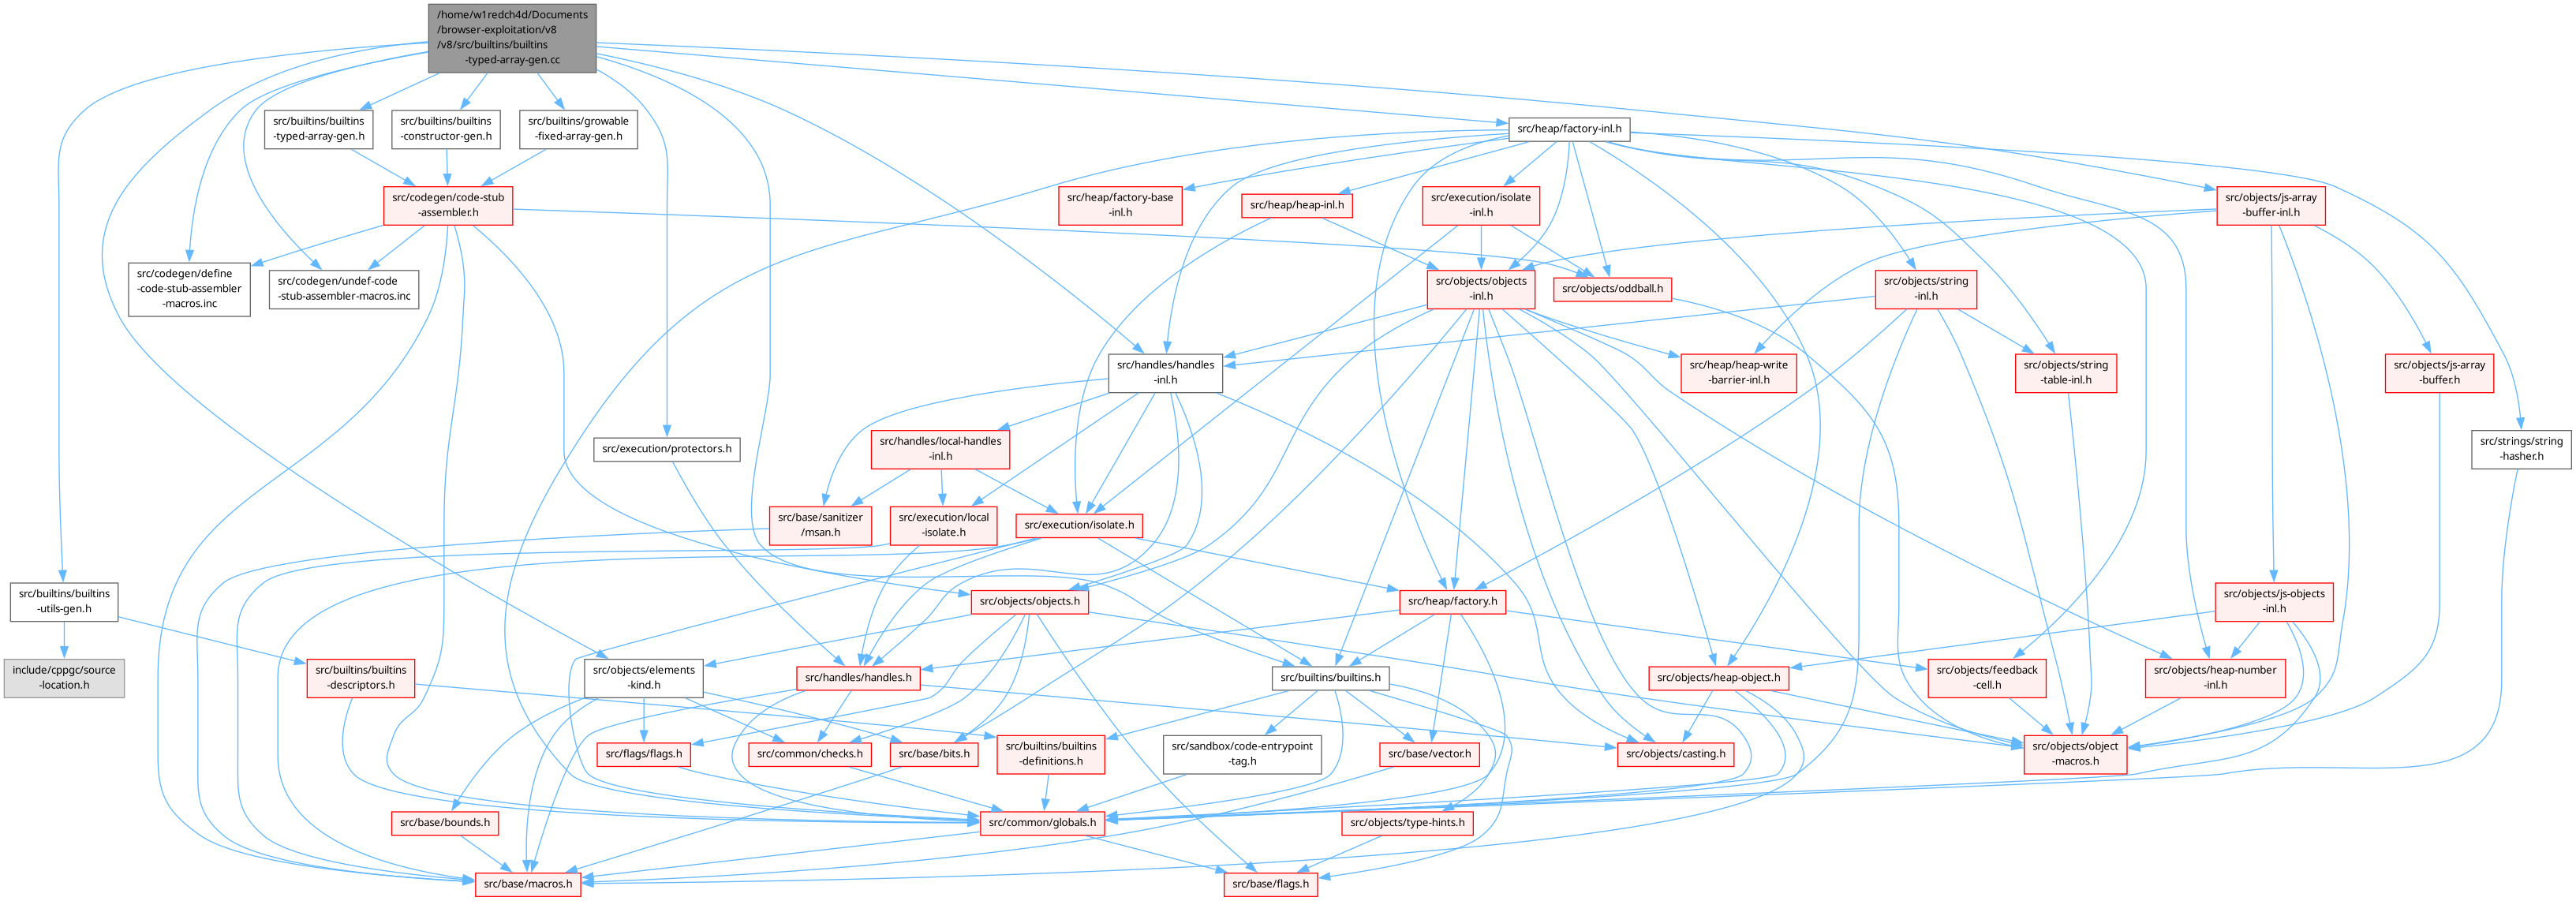 /home/w1redch4d/Documents
/browser-exploitation/v8
/v8/src/builtins/builtins
-typed-array-gen.cc
src/builtins/builtins
-typed-array-gen.h
src/builtins/builtins
-constructor-gen.h
src/builtins/growable
-fixed-array-gen.h
src/heap/factory-inl.h
src/codegen/code-stub
-assembler.h
src/heap/factory-base
-inl.h
src/heap/heap-inl.h
src/execution/isolate
-inl.h
src/objects/js-array
-buffer-inl.h
src/codegen/define
-code-stub-assembler
-macros.inc
src/codegen/undef-code
-stub-assembler-macros.inc
src/objects/objects
-inl.h
src/objects/oddball.h
src/objects/string
-inl.h
src/handles/handles
-inl.h
src/heap/heap-write
-barrier-inl.h
src/objects/string
-table-inl.h
src/objects/js-array
-buffer.h
src/execution/protectors.h
src/handles/local-handles
-inl.h
src/strings/string
-hasher.h
src/base/sanitizer
/msan.h
src/execution/local
-isolate.h
src/execution/isolate.h
src/builtins/builtins
-utils-gen.h
src/objects/objects.h
src/heap/factory.h
src/objects/js-objects
-inl.h
include/cppgc/source
-location.h
src/builtins/builtins
-descriptors.h
src/objects/elements
-kind.h
src/handles/handles.h
src/builtins/builtins.h
src/objects/heap-object.h
src/objects/feedback
-cell.h
src/objects/heap-number
-inl.h
src/flags/flags.h
src/common/checks.h
src/base/bits.h
src/builtins/builtins
-definitions.h
src/sandbox/code-entrypoint
-tag.h
src/base/vector.h
src/objects/casting.h
src/objects/object
-macros.h
src/base/bounds.h
src/common/globals.h
src/objects/type-hints.h
src/base/macros.h
src/base/flags.h